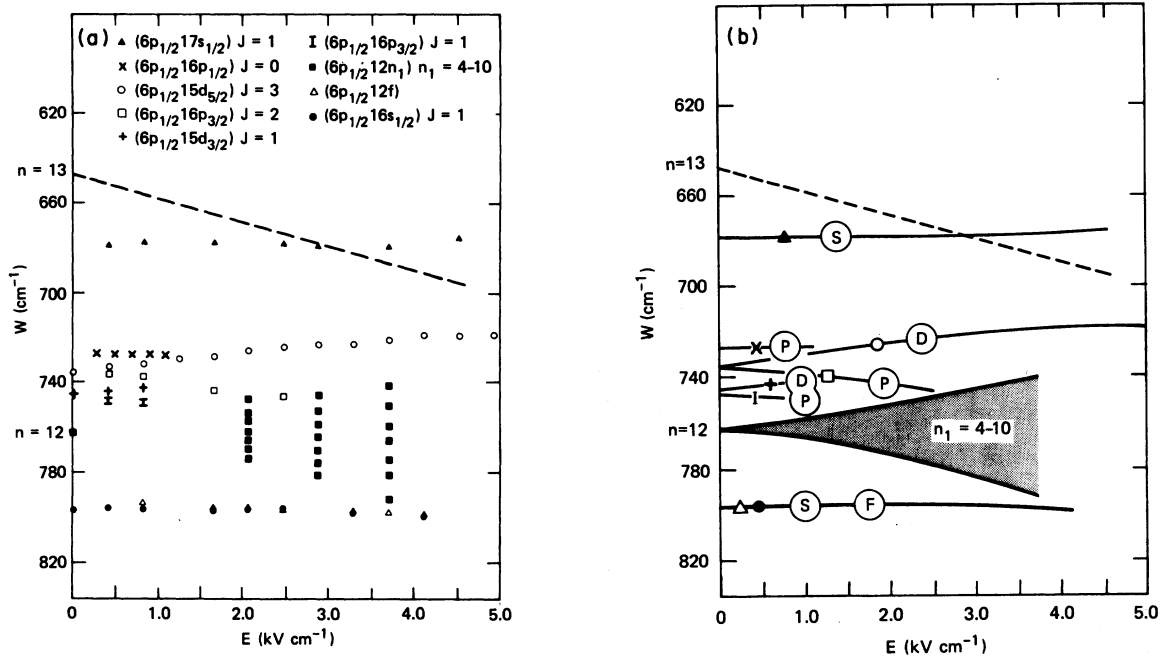 (a)
▲ (6p1/2 17s1/2) J = 1
× (6p1/2 16p1/2) J = 0
○ (6p1/2 15d5/2) J = 3
□ (6p1/2 16p3/2) J = 2
+ (6p1/2 15d3/2) J = 1
I (6p1/2 16p3/2) J = 1
■ (6p1/2 12n1) n1 = 4–10
△ (6p1/2 12f)
● (6p1/2 16s1/2) J = 1
620
n = 13
660
700
740
n = 12
780
820
W (cm−1)
0 1.0 2.0 3.0 4.0 5.0
E (kV cm−1)
(b)
620
n=13
660
700
740
n=12
780
820
W (cm−1)
S
P
D
D
P
P
n1 = 4–10
S F
0 1.0 2.0 3.0 4.0 5.0
E (kV cm−1)